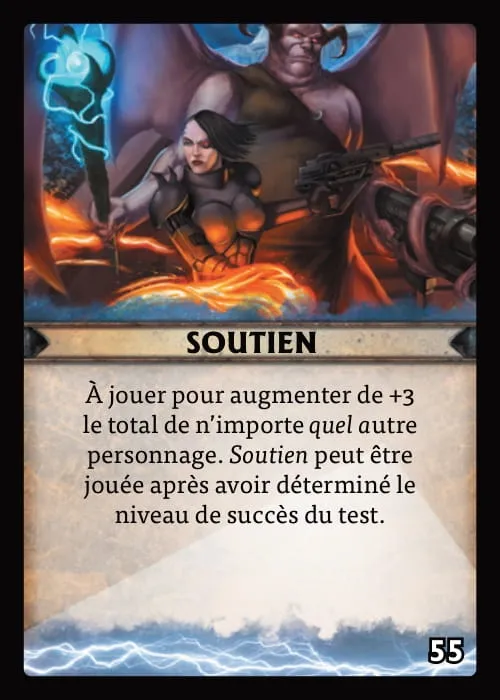 SOUTIEN
À jouer pour augmenter de +3
le total de n'importe quel autre
personnage. Soutien peut être
jouée après avoir déterminé le
niveau de succès du test.
55